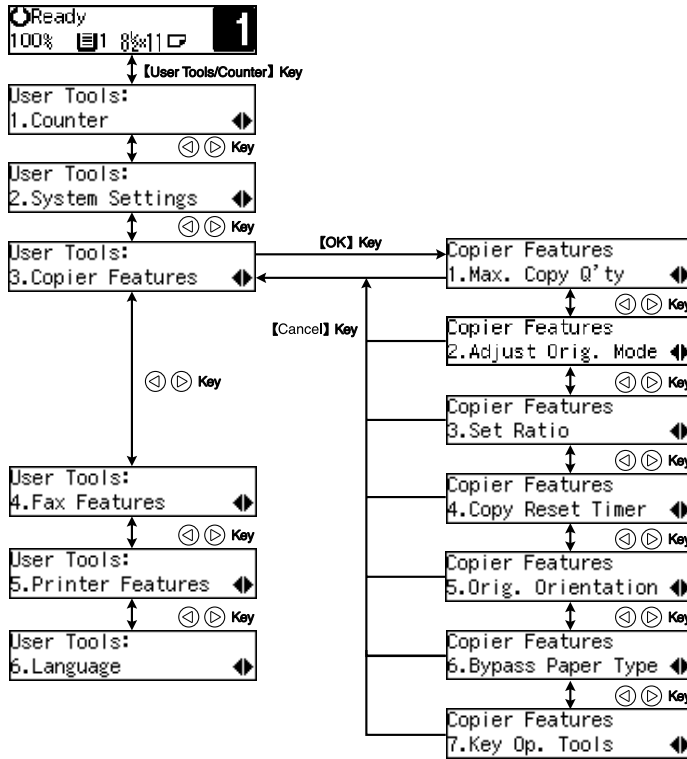 Ready
100% 1 8½×11
1
【User Tools/Counter】 Key
User Tools:
1.Counter
Key
User Tools:
2.System Settings
Key
User Tools:
3.Copier Features
【OK】 Key
【Cancel】 Key
Key
User Tools:
4.Fax Features
Key
User Tools:
5.Printer Features
Key
User Tools:
6.Language
Copier Features
1.Max. Copy Q'ty
Key
Copier Features
2.Adjust Orig. Mode
Key
Copier Features
3.Set Ratio
Key
Copier Features
4.Copy Reset Timer
Key
Copier Features
5.Orig. Orientation
Key
Copier Features
6.Bypass Paper Type
Key
Copier Features
7.Key Op. Tools